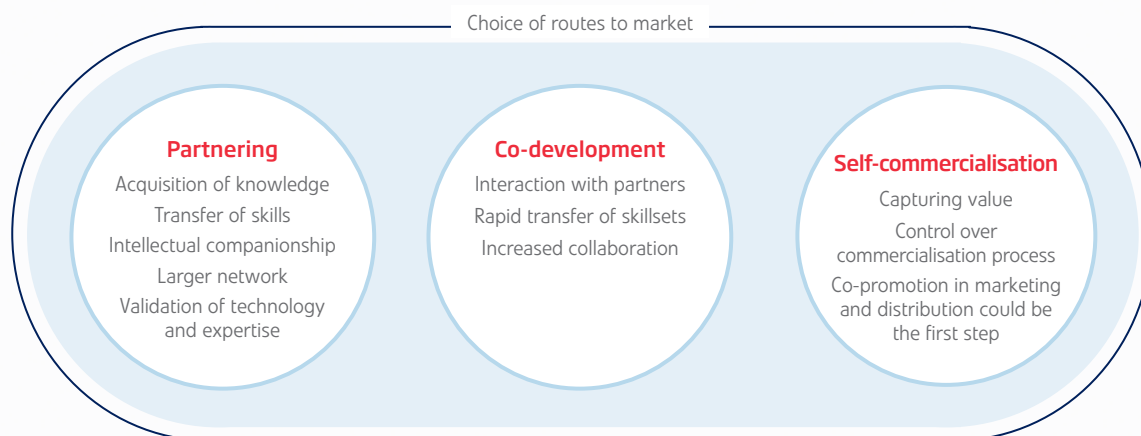 Choice of routes to market
Partnering
Acquisition of knowledge
Transfer of skills
Intellectual companionship
Larger network
Validation of technology
and expertise
Co-development
Interaction with partners
Rapid transfer of skillsets
Increased collaboration
Self-commercialisation
Capturing value
Control over
commercialisation process
Co-promotion in marketing
and distribution could be
the first step